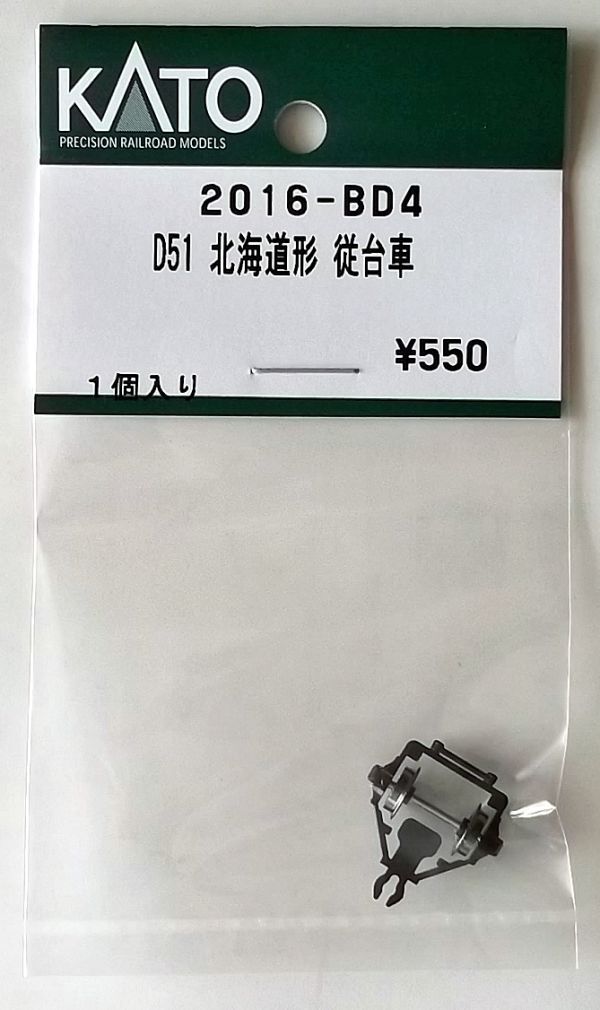 KATO
PRECISION RAILROAD MODELS
2016-BD4
D51 北海道形 従台車
¥550
1個入り